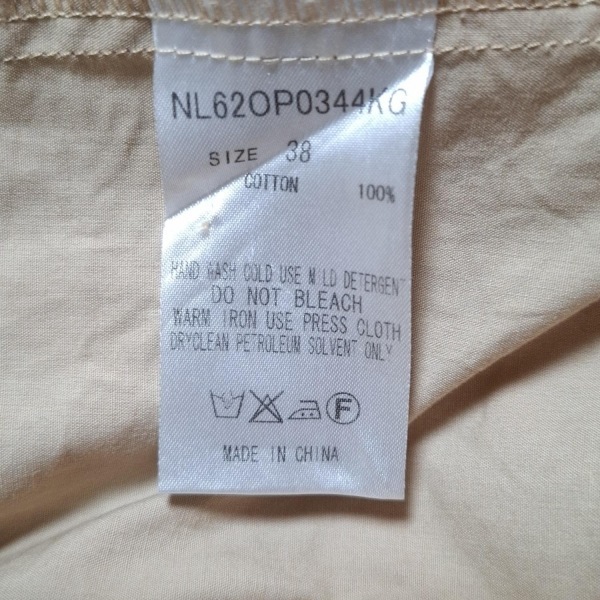 NL62OP0344KG
SIZE 38
COTTON 100%
HAND WASH COLD USE MILD DETERGENT
DO NOT BLEACH
WARM IRON USE PRESS CLOTH
DRYCLEAN PETROLEUM SOLVENT ONLY
F
MADE IN CHINA